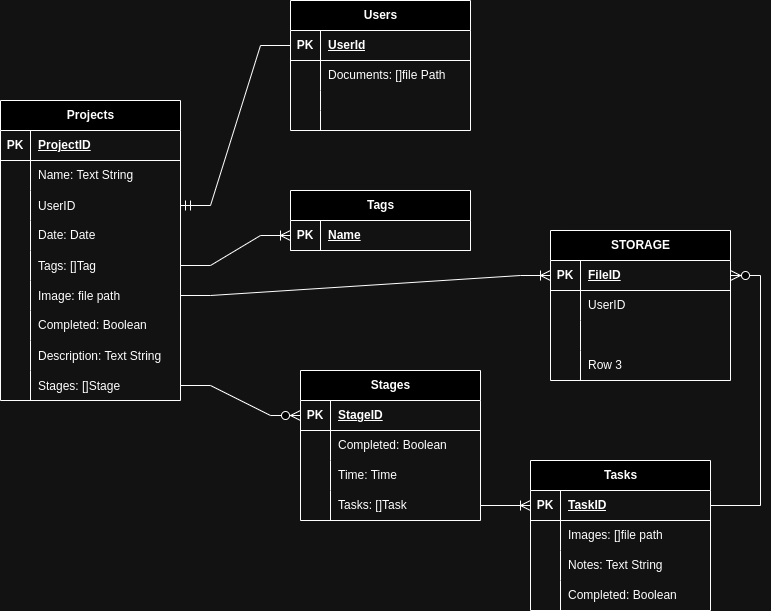 Users
PK UserId
Documents: []file Path
Projects
PK ProjectID
Name: Text String
UserID
Date: Date
Tags: []Tag
Image: file path
Completed: Boolean
Description: Text String
Stages: []Stage
Tags
PK Name
STORAGE
PK FileID
UserID
Row 3
Stages
PK StageID
Completed: Boolean
Time: Time
Tasks: []Task
Tasks
PK TaskID
Images: []file path
Notes: Text String
Completed: Boolean